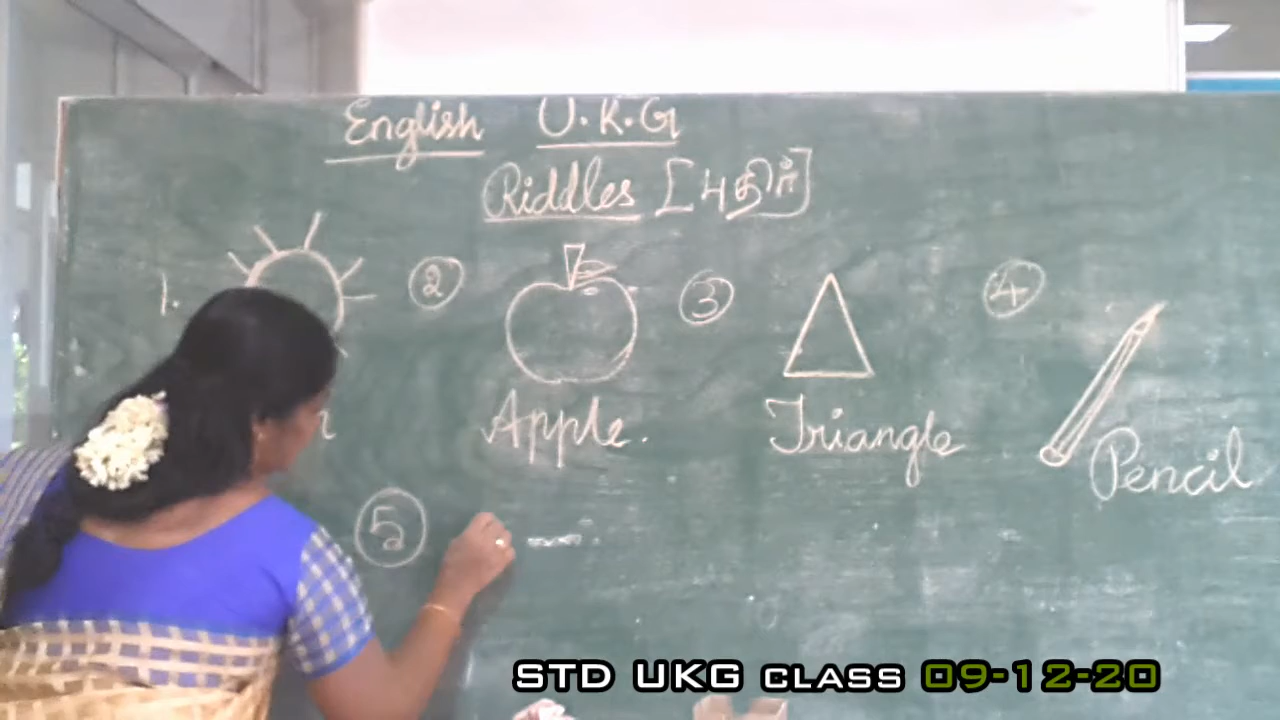 English U.K.G
Riddles [புதிர்]
1. ② ③ ④
Apple. Triangle Pencil
⑤
STD UKG CLASS 09-12-20